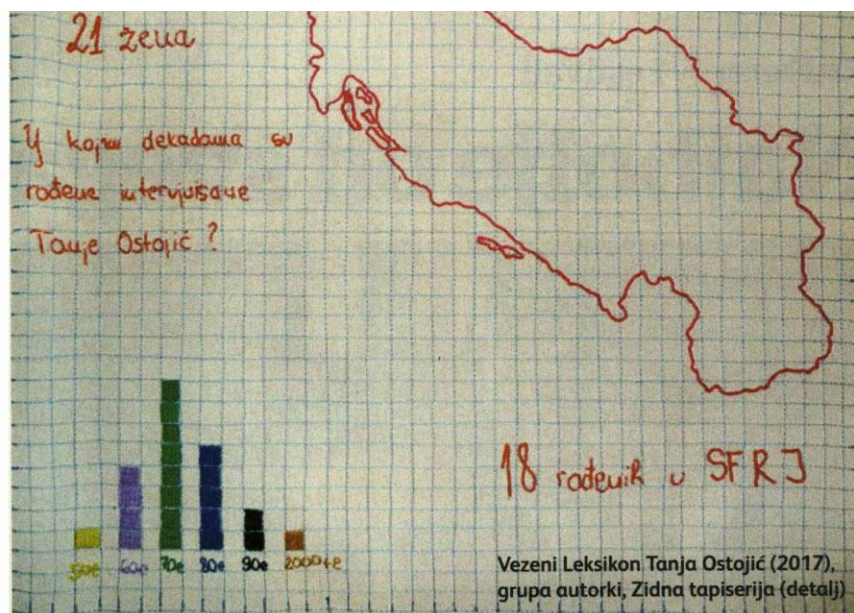 21 žena
U kojim dekadama su
rođene intervjuisane
Tanje Ostojić?
50e 60e 70e 80e 90e 2000+e
18 rođenih u SFRJ
Vezeni Leksikon Tanja Ostojić (2017),
grupa autorki, Zidna tapiserija (detalj)